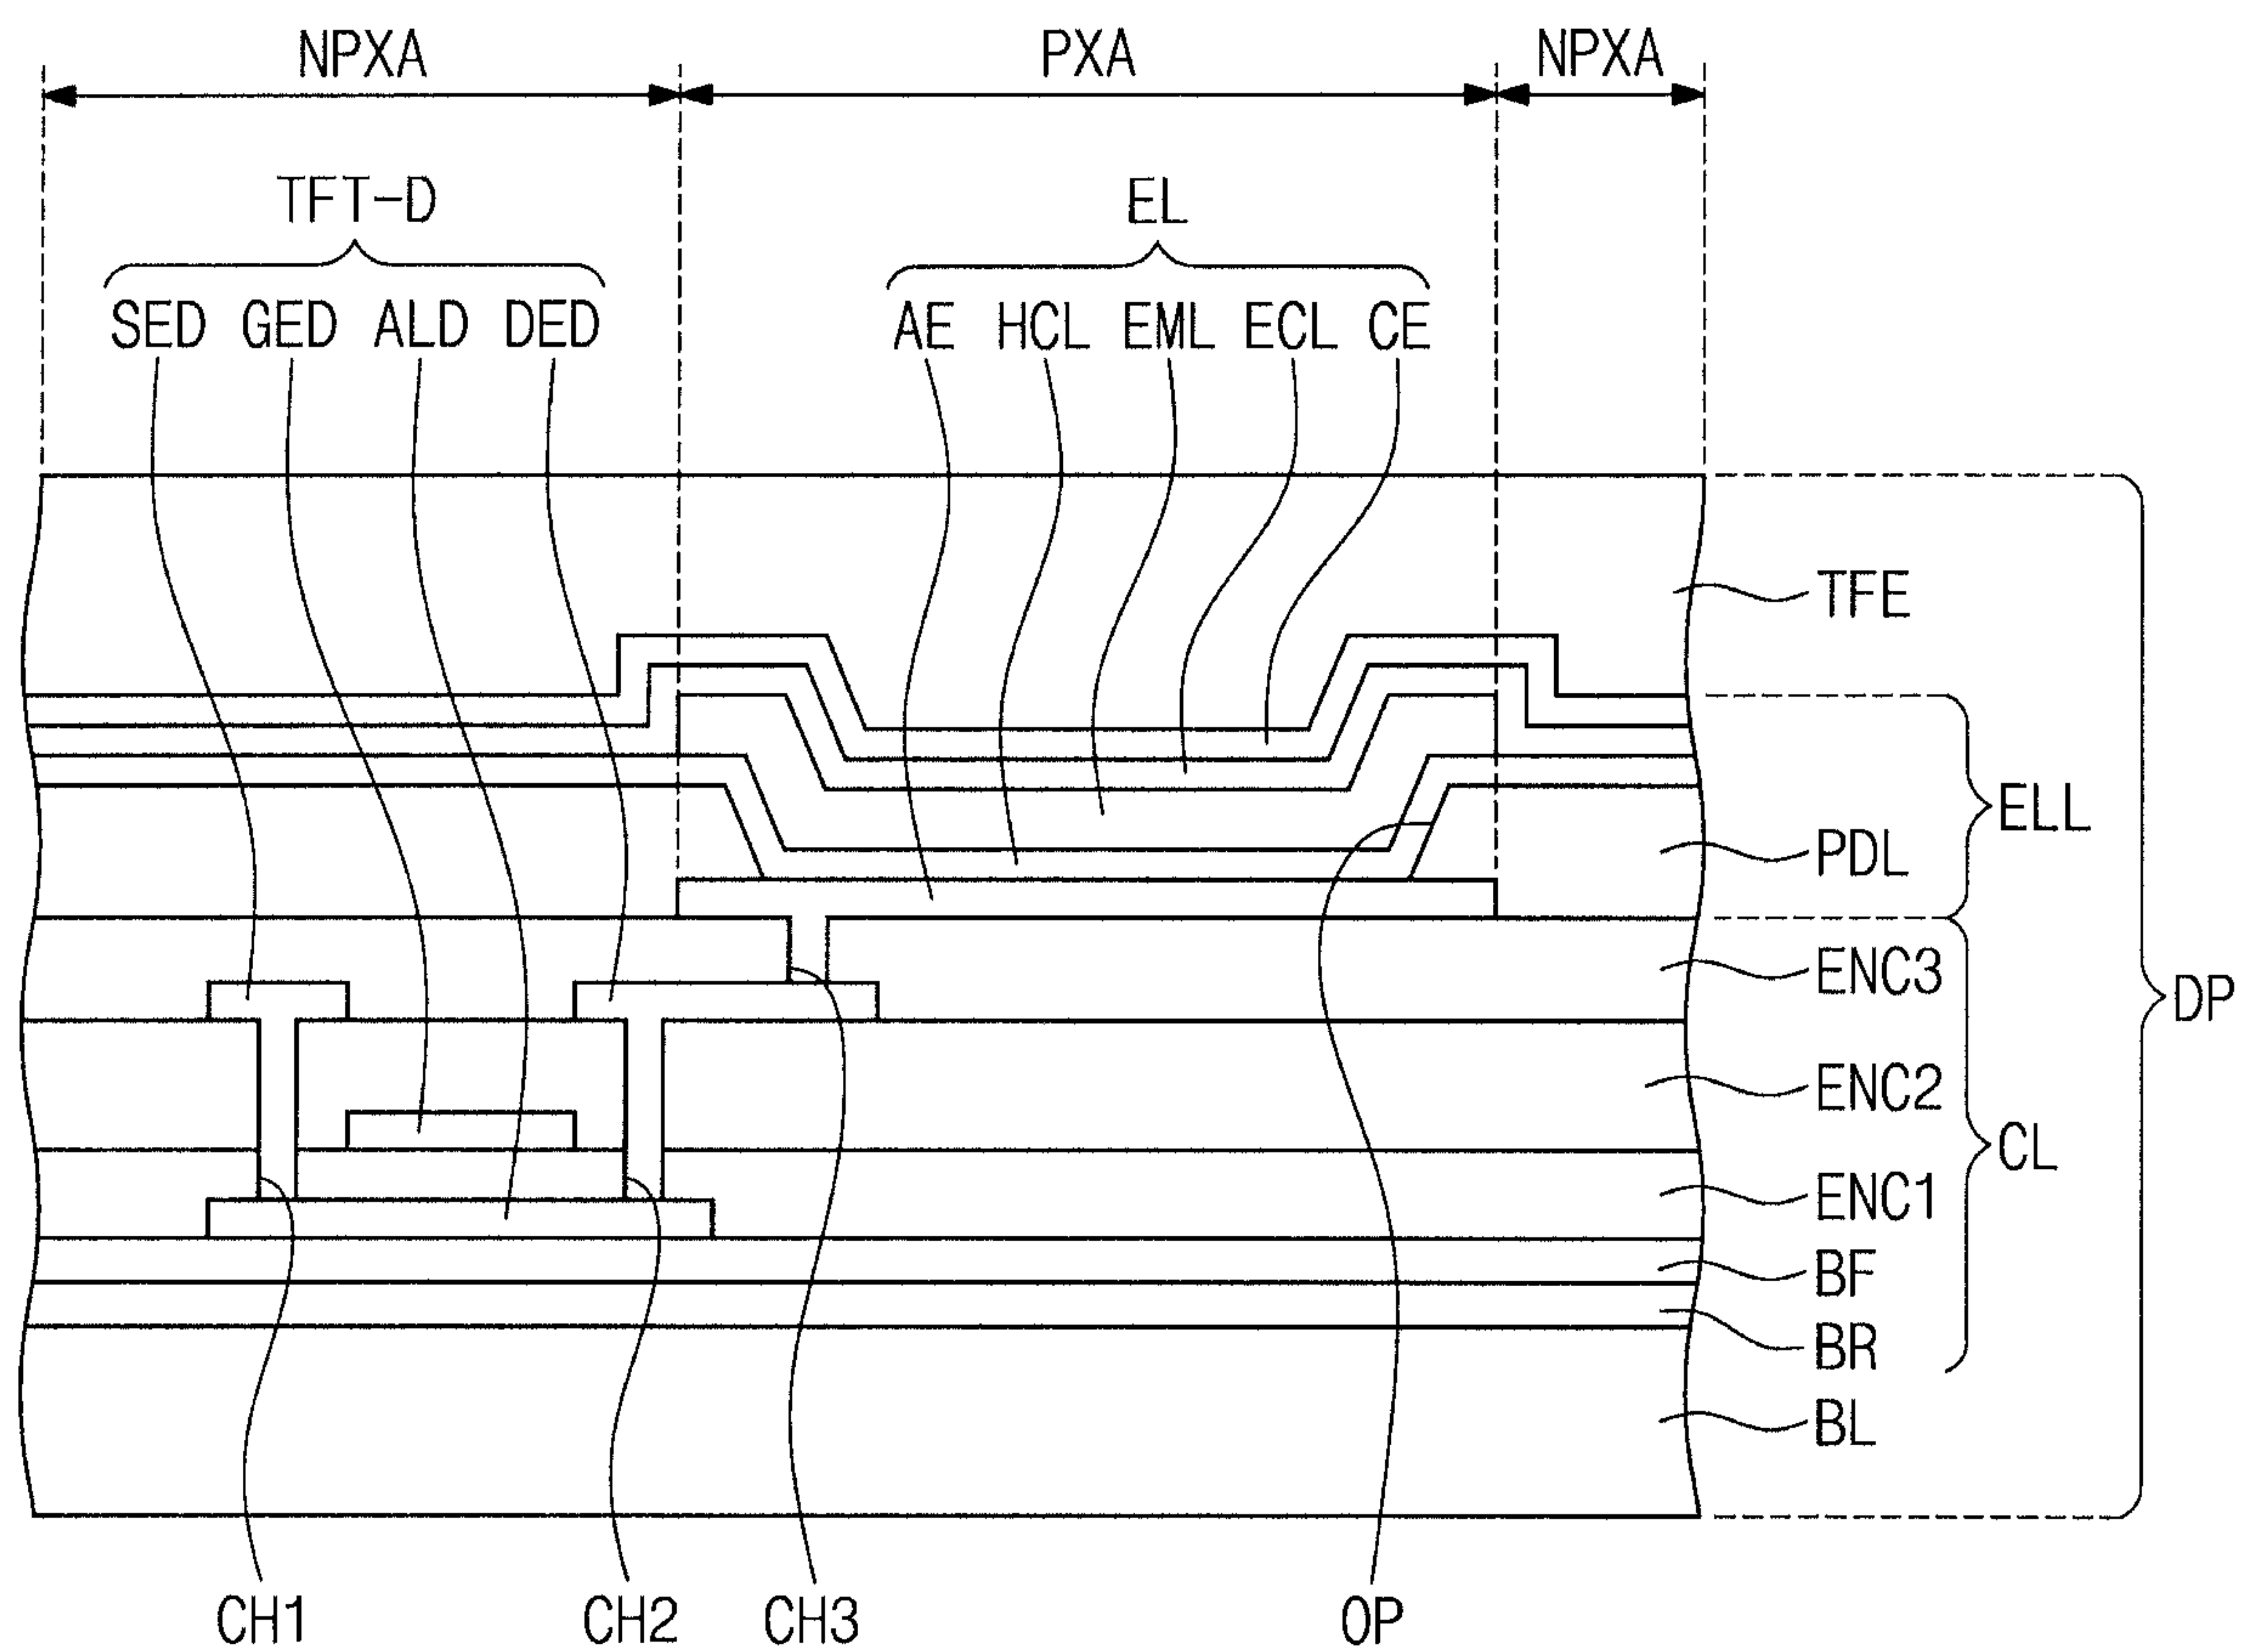 NPXA PXA NPXA
TFT-D EL
SED GED ALD DED AE HCL EML ECL CE
TFE
ELL
PDL
ENC3
DP
ENC2
CL
ENC1
BF
BR
BL
CH1 CH2 CH3 OP